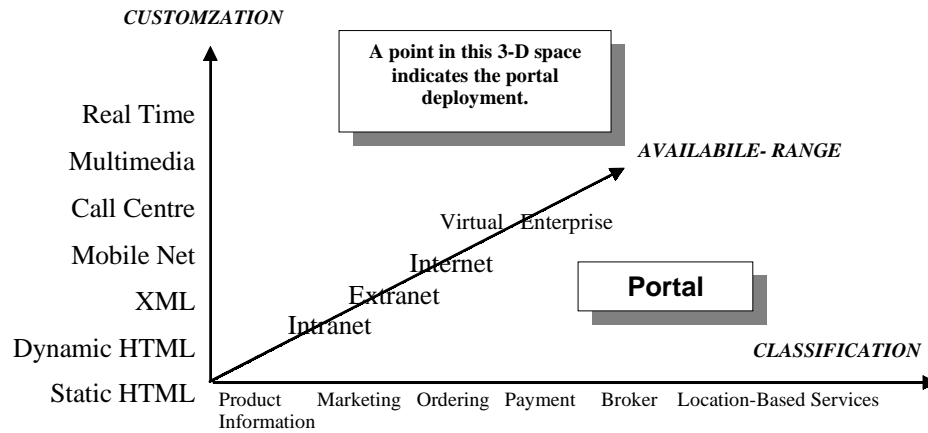 CUSTOMZATION
A point in this 3-D space
indicates the portal
deployment.
Real Time
Multimedia
Call Centre
Mobile Net
XML
Dynamic HTML
Static HTML
AVAILABILE- RANGE
Virtual Enterprise
Internet
Extranet
Intranet
Portal
CLASSIFICATION
Product
Information
Marketing
Ordering
Payment
Broker
Location-Based Services